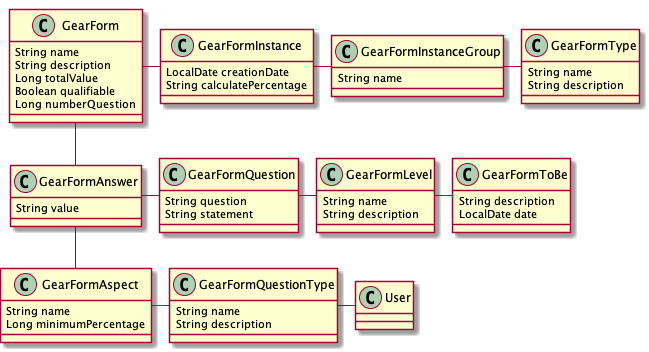 C GearForm
String name
String description
Long totalValue
Boolean qualifiable
Long numberQuestion
C GearFormInstance
LocalDate creationDate
String calculatePercentage
C GearFormInstanceGroup
String name
C GearFormType
String name
String description
C GearFormAnswer
String value
C GearFormQuestion
String question
String statement
C GearFormLevel
String name
String description
C GearFormToBe
String description
LocalDate date
C GearFormAspect
String name
Long minimumPercentage
C GearFormQuestionType
String name
String description
C User